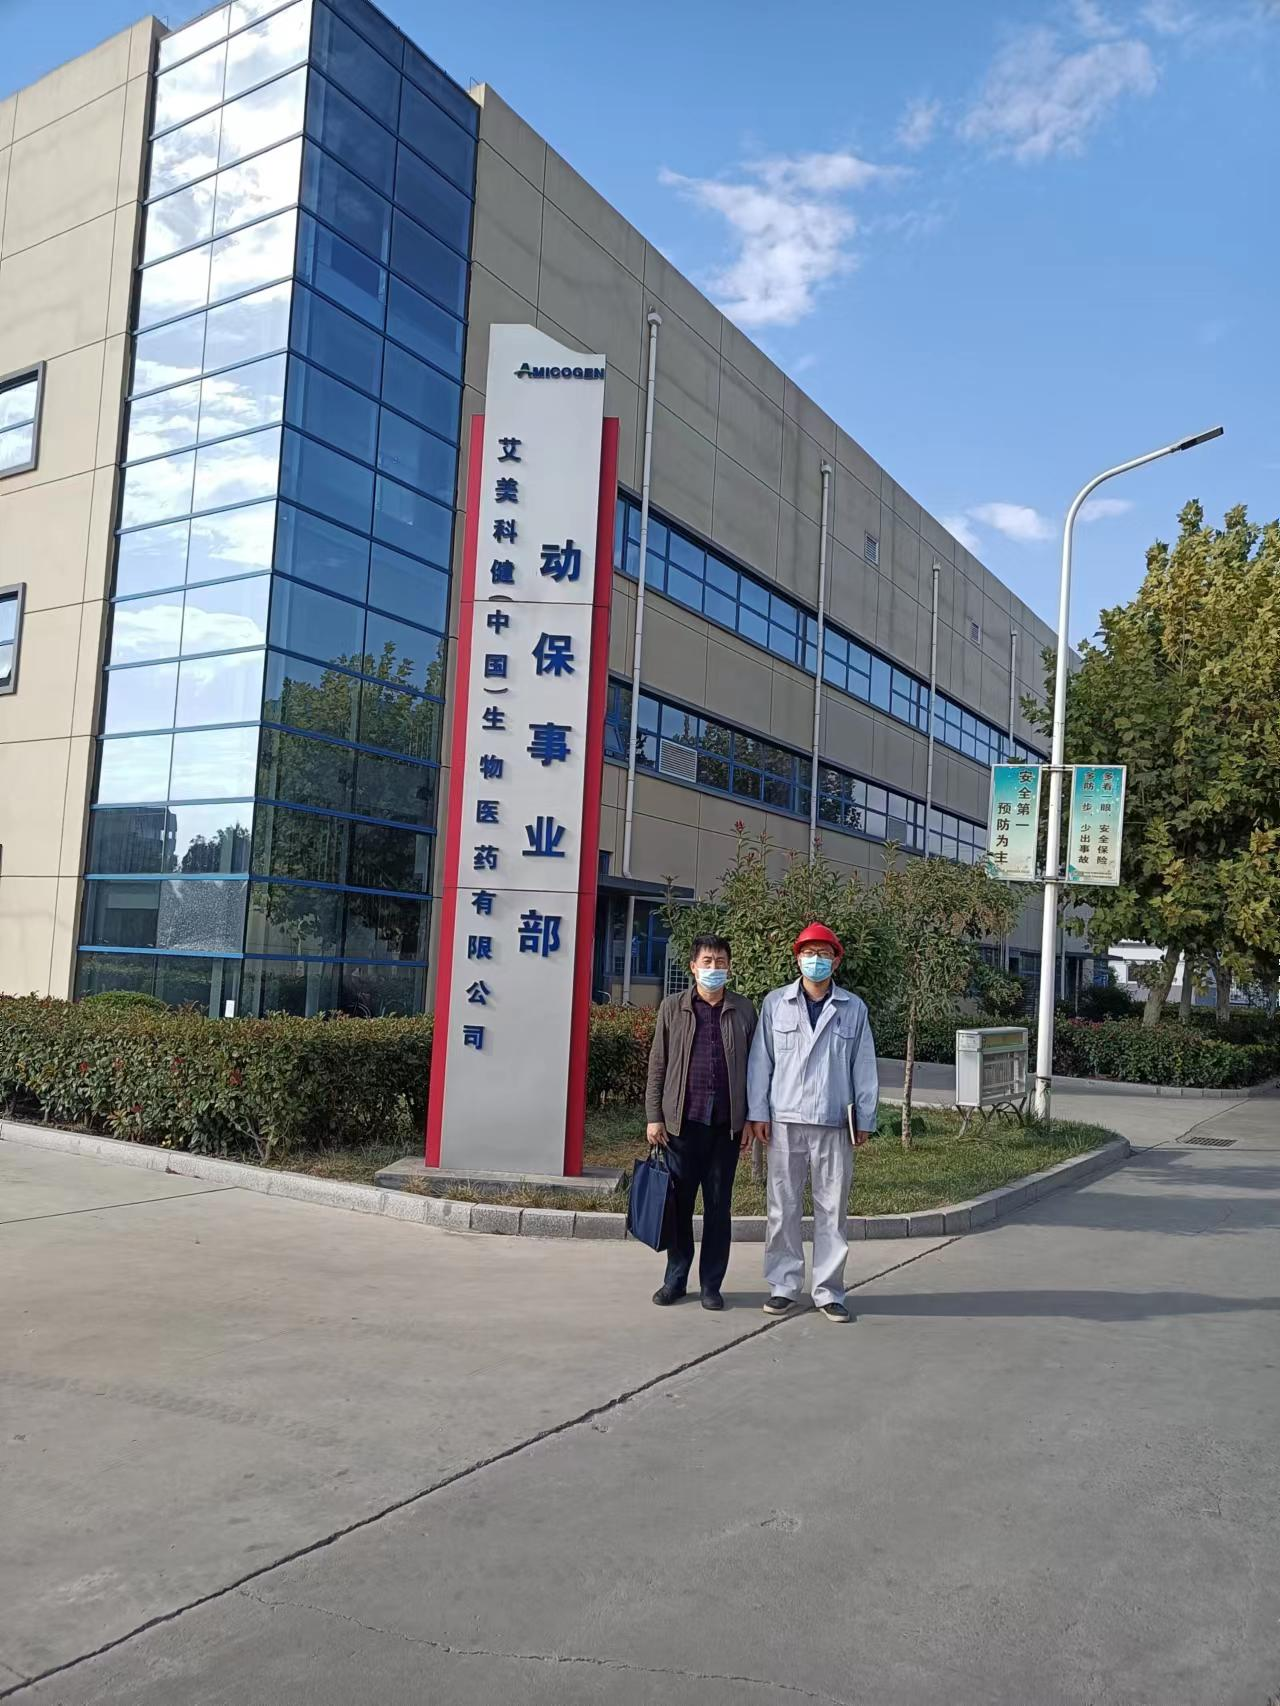 AMICOGEN
艾美科健(中国)生物医药有限公司
动保事业部
安全第一
预防为主
多看一眼，安全保险
多防一步，少出事故